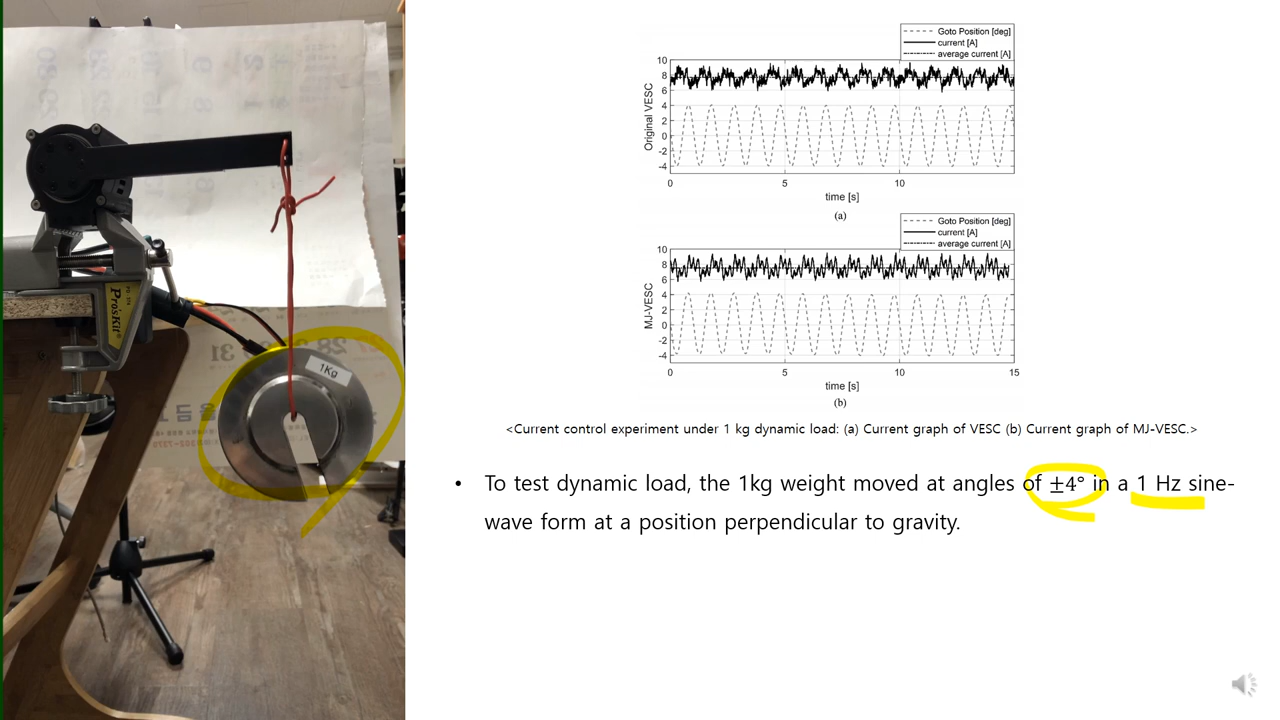 Goto Position [deg]
current [A]
average current [A]
10
8
6
4
2
0
-2
-4
Original VESC
0
5
10
time [s]
(a)
Goto Position [deg]
current [A]
average current [A]
10
8
6
4
2
0
-2
-4
MJ-VESC
0
5
10
15
time [s]
(b)
<Current control experiment under 1 kg dynamic load: (a) Current graph of VESC (b) Current graph of MJ-VESC.>
• To test dynamic load, the 1kg weight moved at angles of ±4° in a 1 Hz sine-
wave form at a position perpendicular to gravity.
Pro'sKit
1Kg